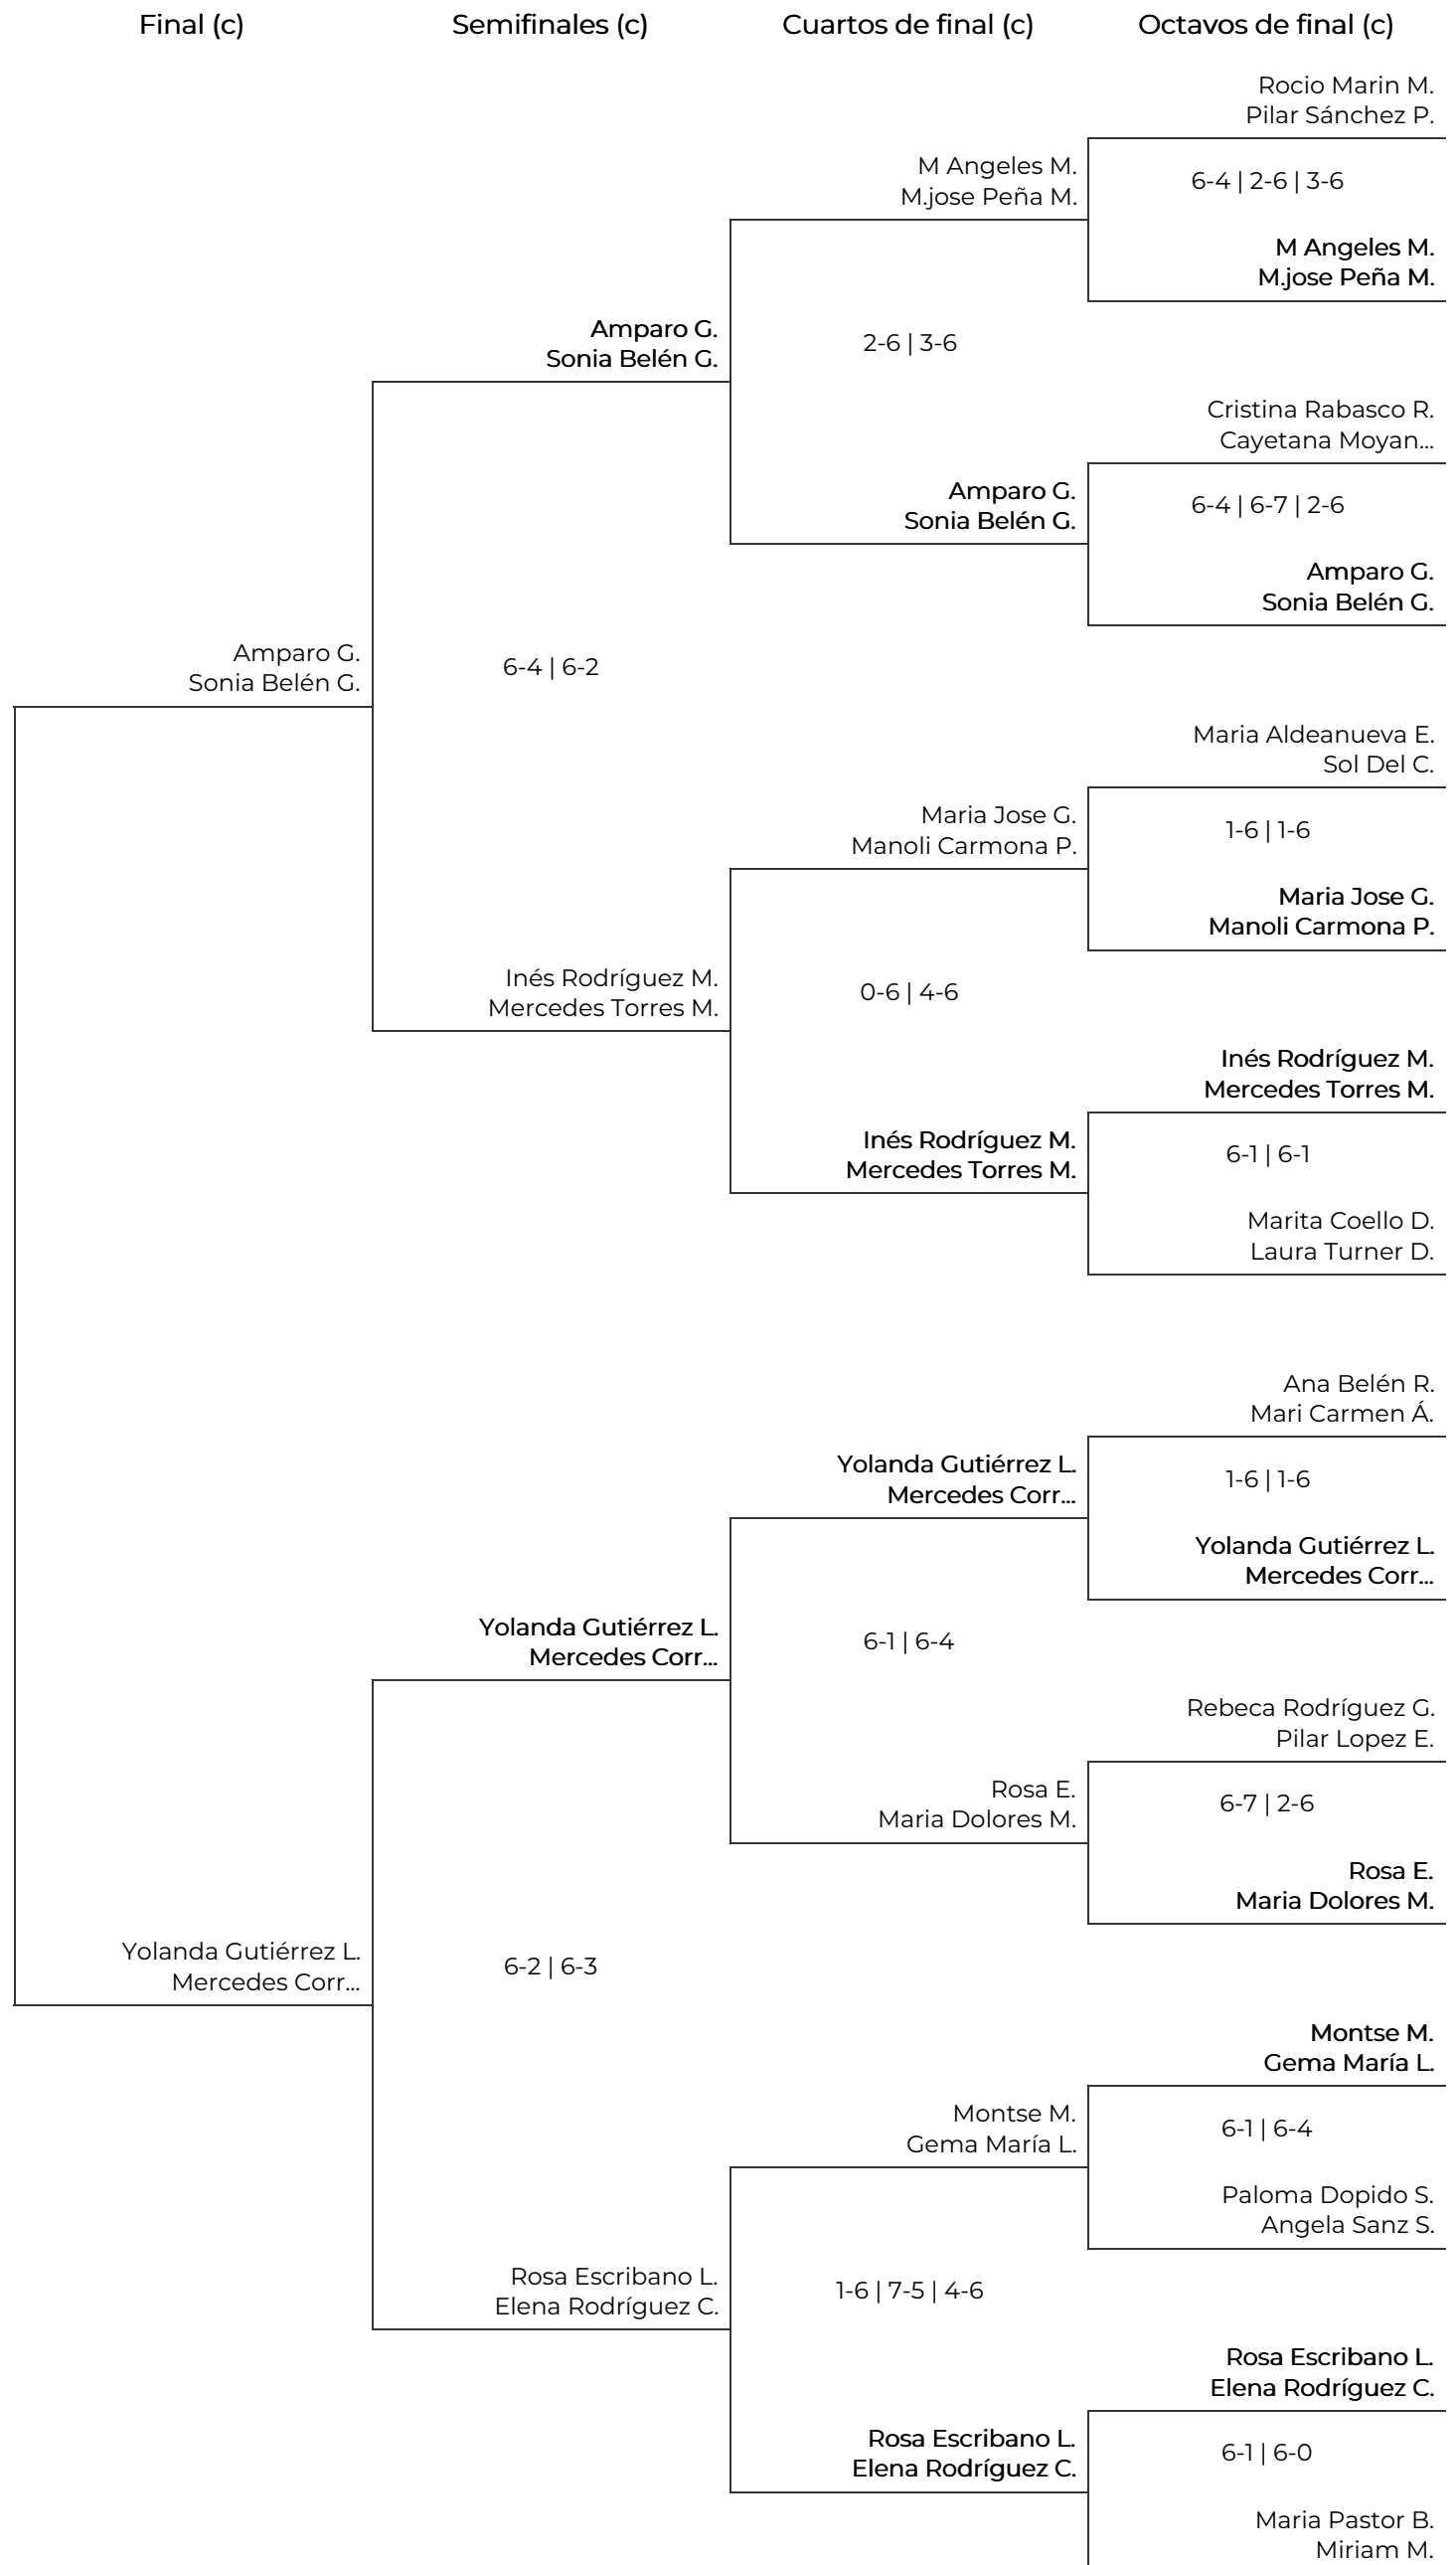 Final (c)
Semifinales (c)
Cuartos de final (c)
Octavos de final (c)
Rocio Marin M.
Pilar Sánchez P.
M Angeles M.
M.jose Peña M.
6-4 | 2-6 | 3-6
M Angeles M.
M.jose Peña M.
Amparo G.
Sonia Belén G.
2-6 | 3-6
Cristina Rabasco R.
Cayetana Moyan...
Amparo G.
Sonia Belén G.
6-4 | 6-7 | 2-6
Amparo G.
Sonia Belén G.
Amparo G.
Sonia Belén G.
6-4 | 6-2
Maria Aldeanueva E.
Sol Del C.
Maria Jose G.
Manoli Carmona P.
1-6 | 1-6
Maria Jose G.
Manoli Carmona P.
Inés Rodríguez M.
Mercedes Torres M.
0-6 | 4-6
Inés Rodríguez M.
Mercedes Torres M.
Inés Rodríguez M.
Mercedes Torres M.
6-1 | 6-1
Marita Coello D.
Laura Turner D.
Ana Belén R.
Mari Carmen Á.
Yolanda Gutiérrez L.
Mercedes Corr...
1-6 | 1-6
Yolanda Gutiérrez L.
Mercedes Corr...
Yolanda Gutiérrez L.
Mercedes Corr...
6-1 | 6-4
Rebeca Rodríguez G.
Pilar Lopez E.
Rosa E.
Maria Dolores M.
6-7 | 2-6
Rosa E.
Maria Dolores M.
Yolanda Gutiérrez L.
Mercedes Corr...
6-2 | 6-3
Montse M.
Gema María L.
Montse M.
Gema María L.
6-1 | 6-4
Paloma Dopido S.
Angela Sanz S.
Rosa Escribano L.
Elena Rodríguez C.
1-6 | 7-5 | 4-6
Rosa Escribano L.
Elena Rodríguez C.
Rosa Escribano L.
Elena Rodríguez C.
6-1 | 6-0
Maria Pastor B.
Miriam M.